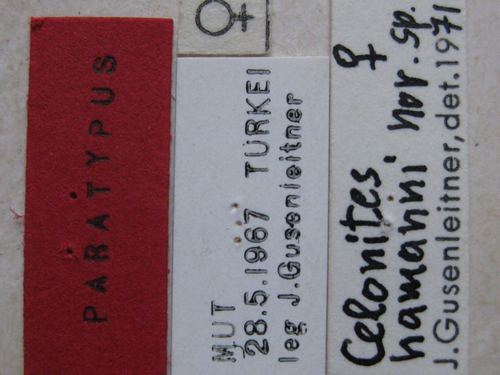 PARATYPUS
♀
MUT TÜRKEI
28.5.1967
leg J. Gusenleitner
Celonites ♀
hamanni nov. sp.
J. Gusenleitner, det. 1971